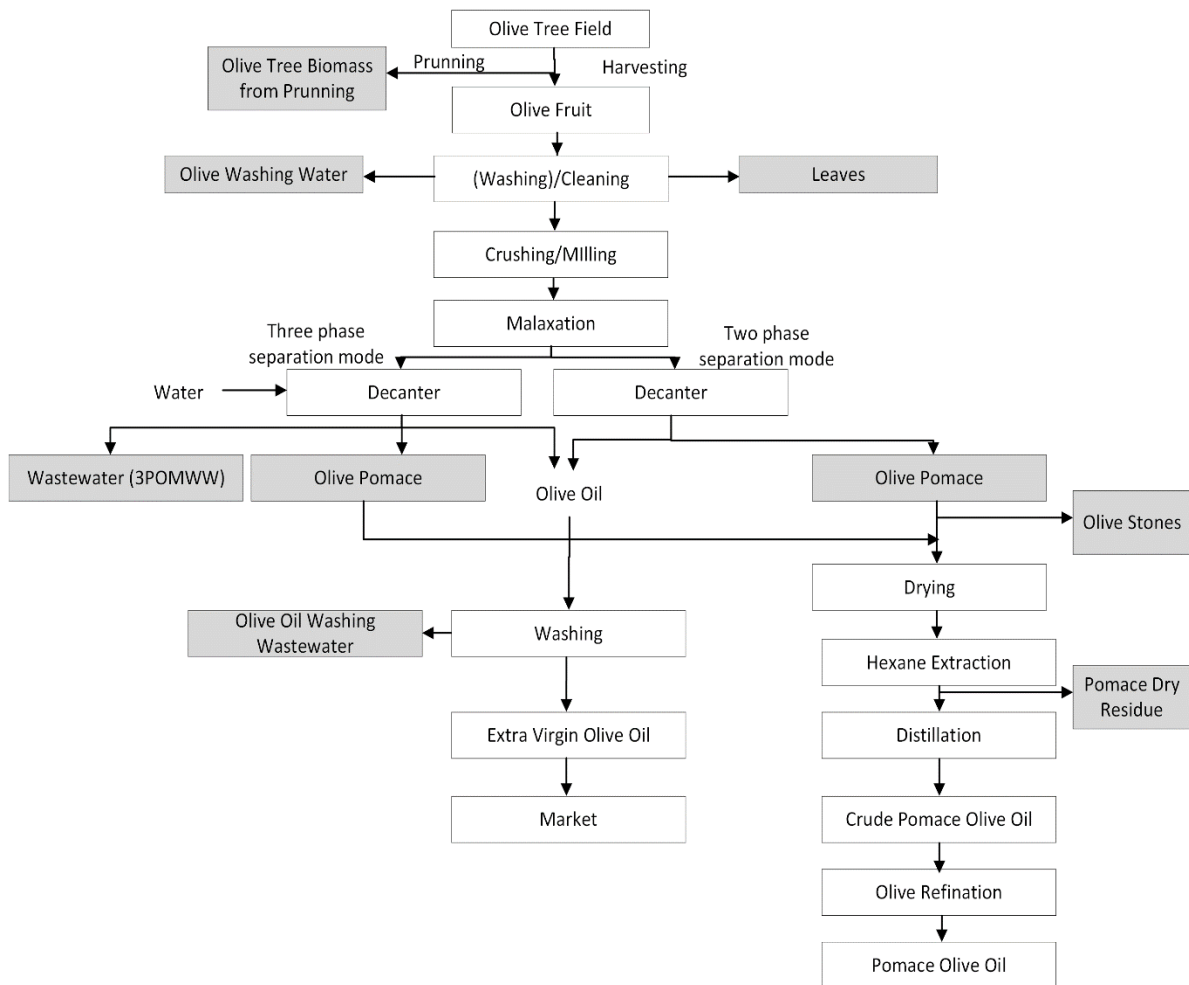 Olive Tree Field
Olive Tree Biomass
from Prunning
Prunning
Harvesting
Olive Fruit
Olive Washing Water
(Washing)/Cleaning
Leaves
Crushing/MIlling
Malaxation
Three phase
separation mode
Two phase
separation mode
Water
Decanter
Decanter
Wastewater (3POMWW)
Olive Pomace
Olive Oil
Olive Pomace
Olive Stones
Drying
Olive Oil Washing
Wastewater
Washing
Hexane Extraction
Pomace Dry
Residue
Extra Virgin Olive Oil
Distillation
Market
Crude Pomace Olive Oil
Olive Refination
Pomace Olive Oil